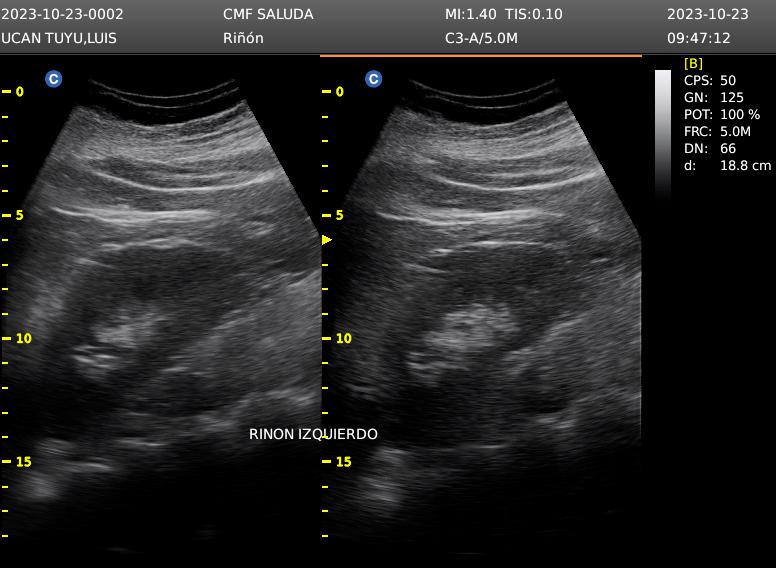 2023-10-23-0002 CMF SALUDA MI:1.40 TIS:0.10 2023-10-23
UCAN TUYU,LUIS Riñón C3-A/5.0M 09:47:12
C C
[B]
CPS: 50
GN: 125
POT: 100 %
FRC: 5.0M
DN: 66
d: 18.8 cm
0 0
5 5
10 10
RINON IZQUIERDO
15 15